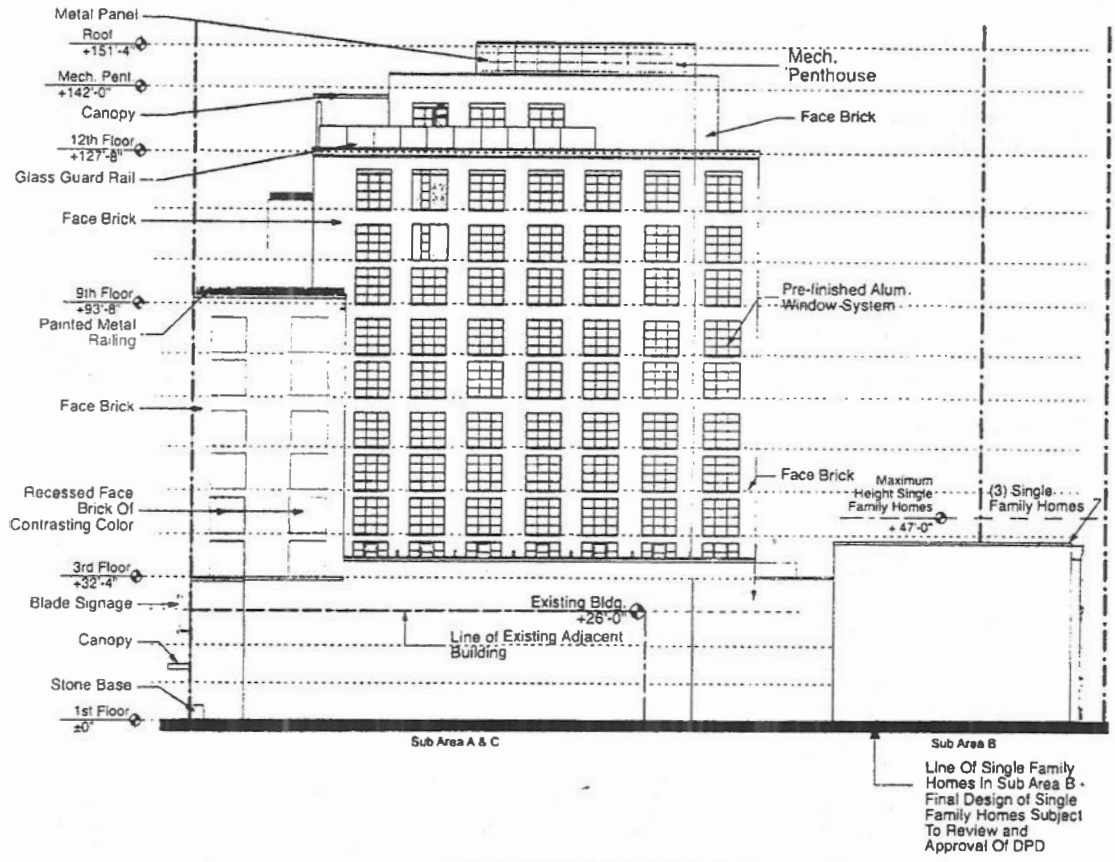 Metal Panel
Roof
+151'-4"
Mech. Pent.
+142'-0"
Canopy
12th Floor
+127'-8"
Glass Guard Rail
Face Brick
9th Floor
+93'-8"
Painted Metal
Railing
Face Brick
Recessed Face
Brick Of
Contrasting Color
3rd Floor
+32'-4"
Blade Signage
Canopy
Stone Base
1st Floor
±0"
Mech.
Penthouse
Face Brick
Pre-finished Alum.
Window System
Face Brick
Maximum
Height Single
Family Homes
+ 47'-0"
(3) Single
Family Homes
Existing Bldg.
+26'-0"
Line of Existing Adjacent
Building
Sub Area A & C
Sub Area B
Line Of Single Family
Homes In Sub Area B -
Final Design of Single
Family Homes Subject
To Review and
Approval Of DPD